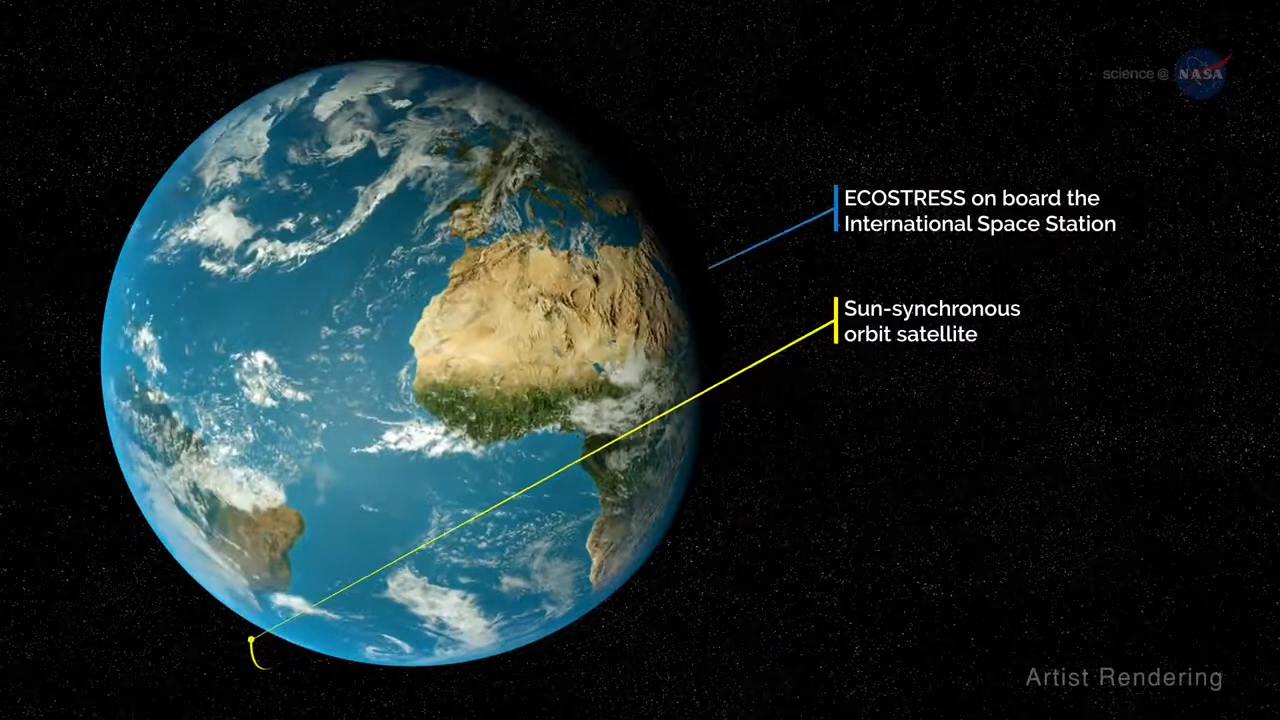 science @ NASA
ECOSTRESS on board the
International Space Station
Sun-synchronous
orbit satellite
Artist Rendering